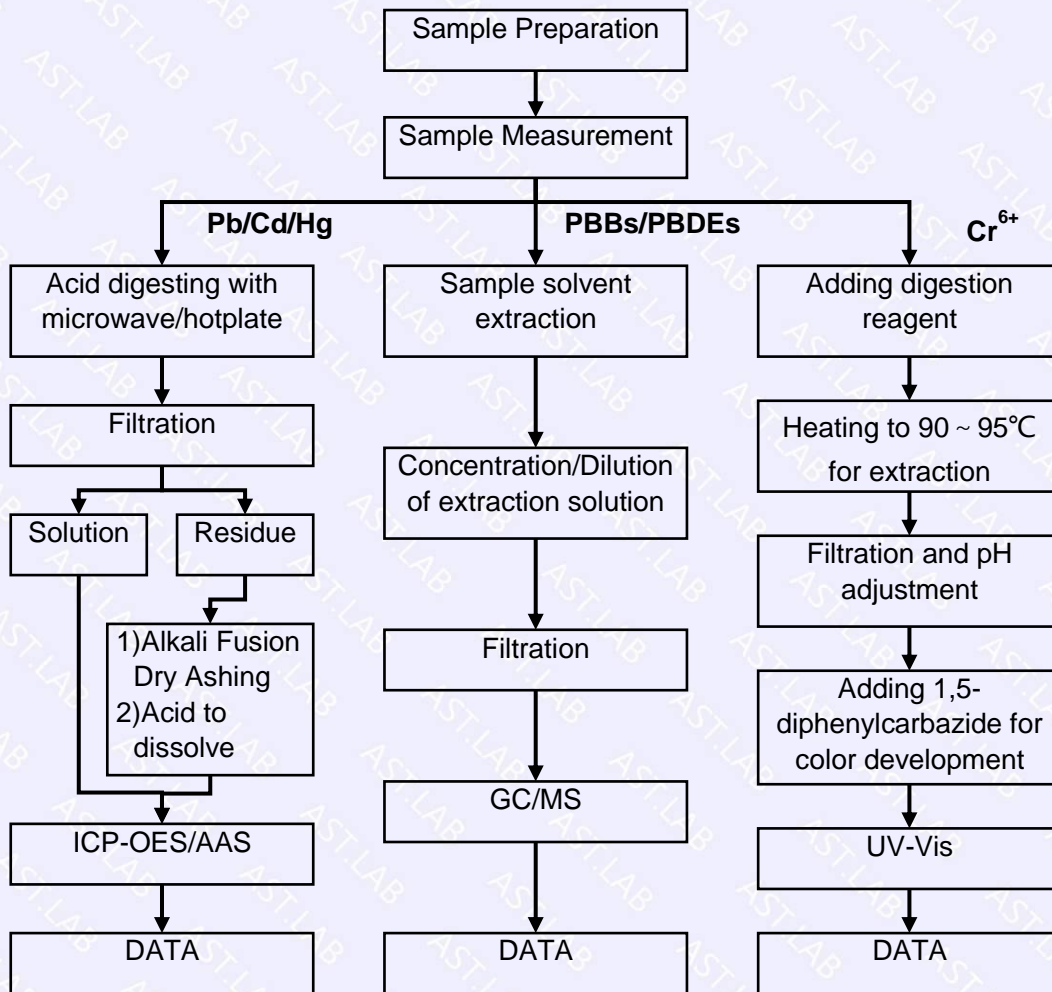 Sample Preparation
Sample Measurement
Pb/Cd/Hg
PBBs/PBDEs
Cr6+
Acid digesting with
microwave/hotplate
Filtration
Solution
Residue
1)Alkali Fusion
Dry Ashing
2)Acid to
dissolve
ICP-OES/AAS
DATA
Sample solvent
extraction
Concentration/Dilution
of extraction solution
Filtration
GC/MS
DATA
Adding digestion
reagent
Heating to 90 ~ 95℃
for extraction
Filtration and pH
adjustment
Adding 1,5-
diphenylcarbazide for
color development
UV-Vis
DATA
AST.LAB